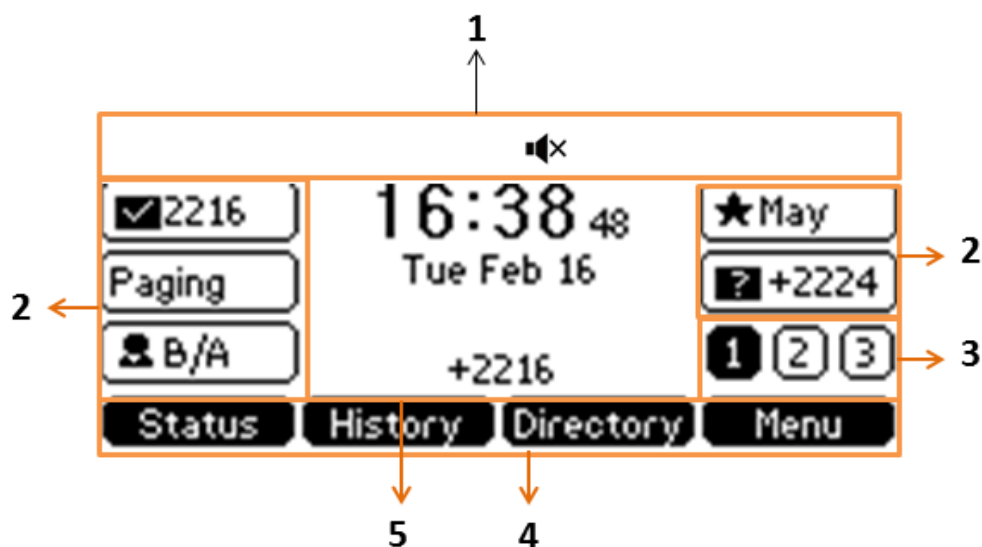 1
2216
16:38 48
May
Paging
Tue Feb 16
? +2224
2
2
B/A
+2216
1 2 3
3
Status History Directory Menu
5 4